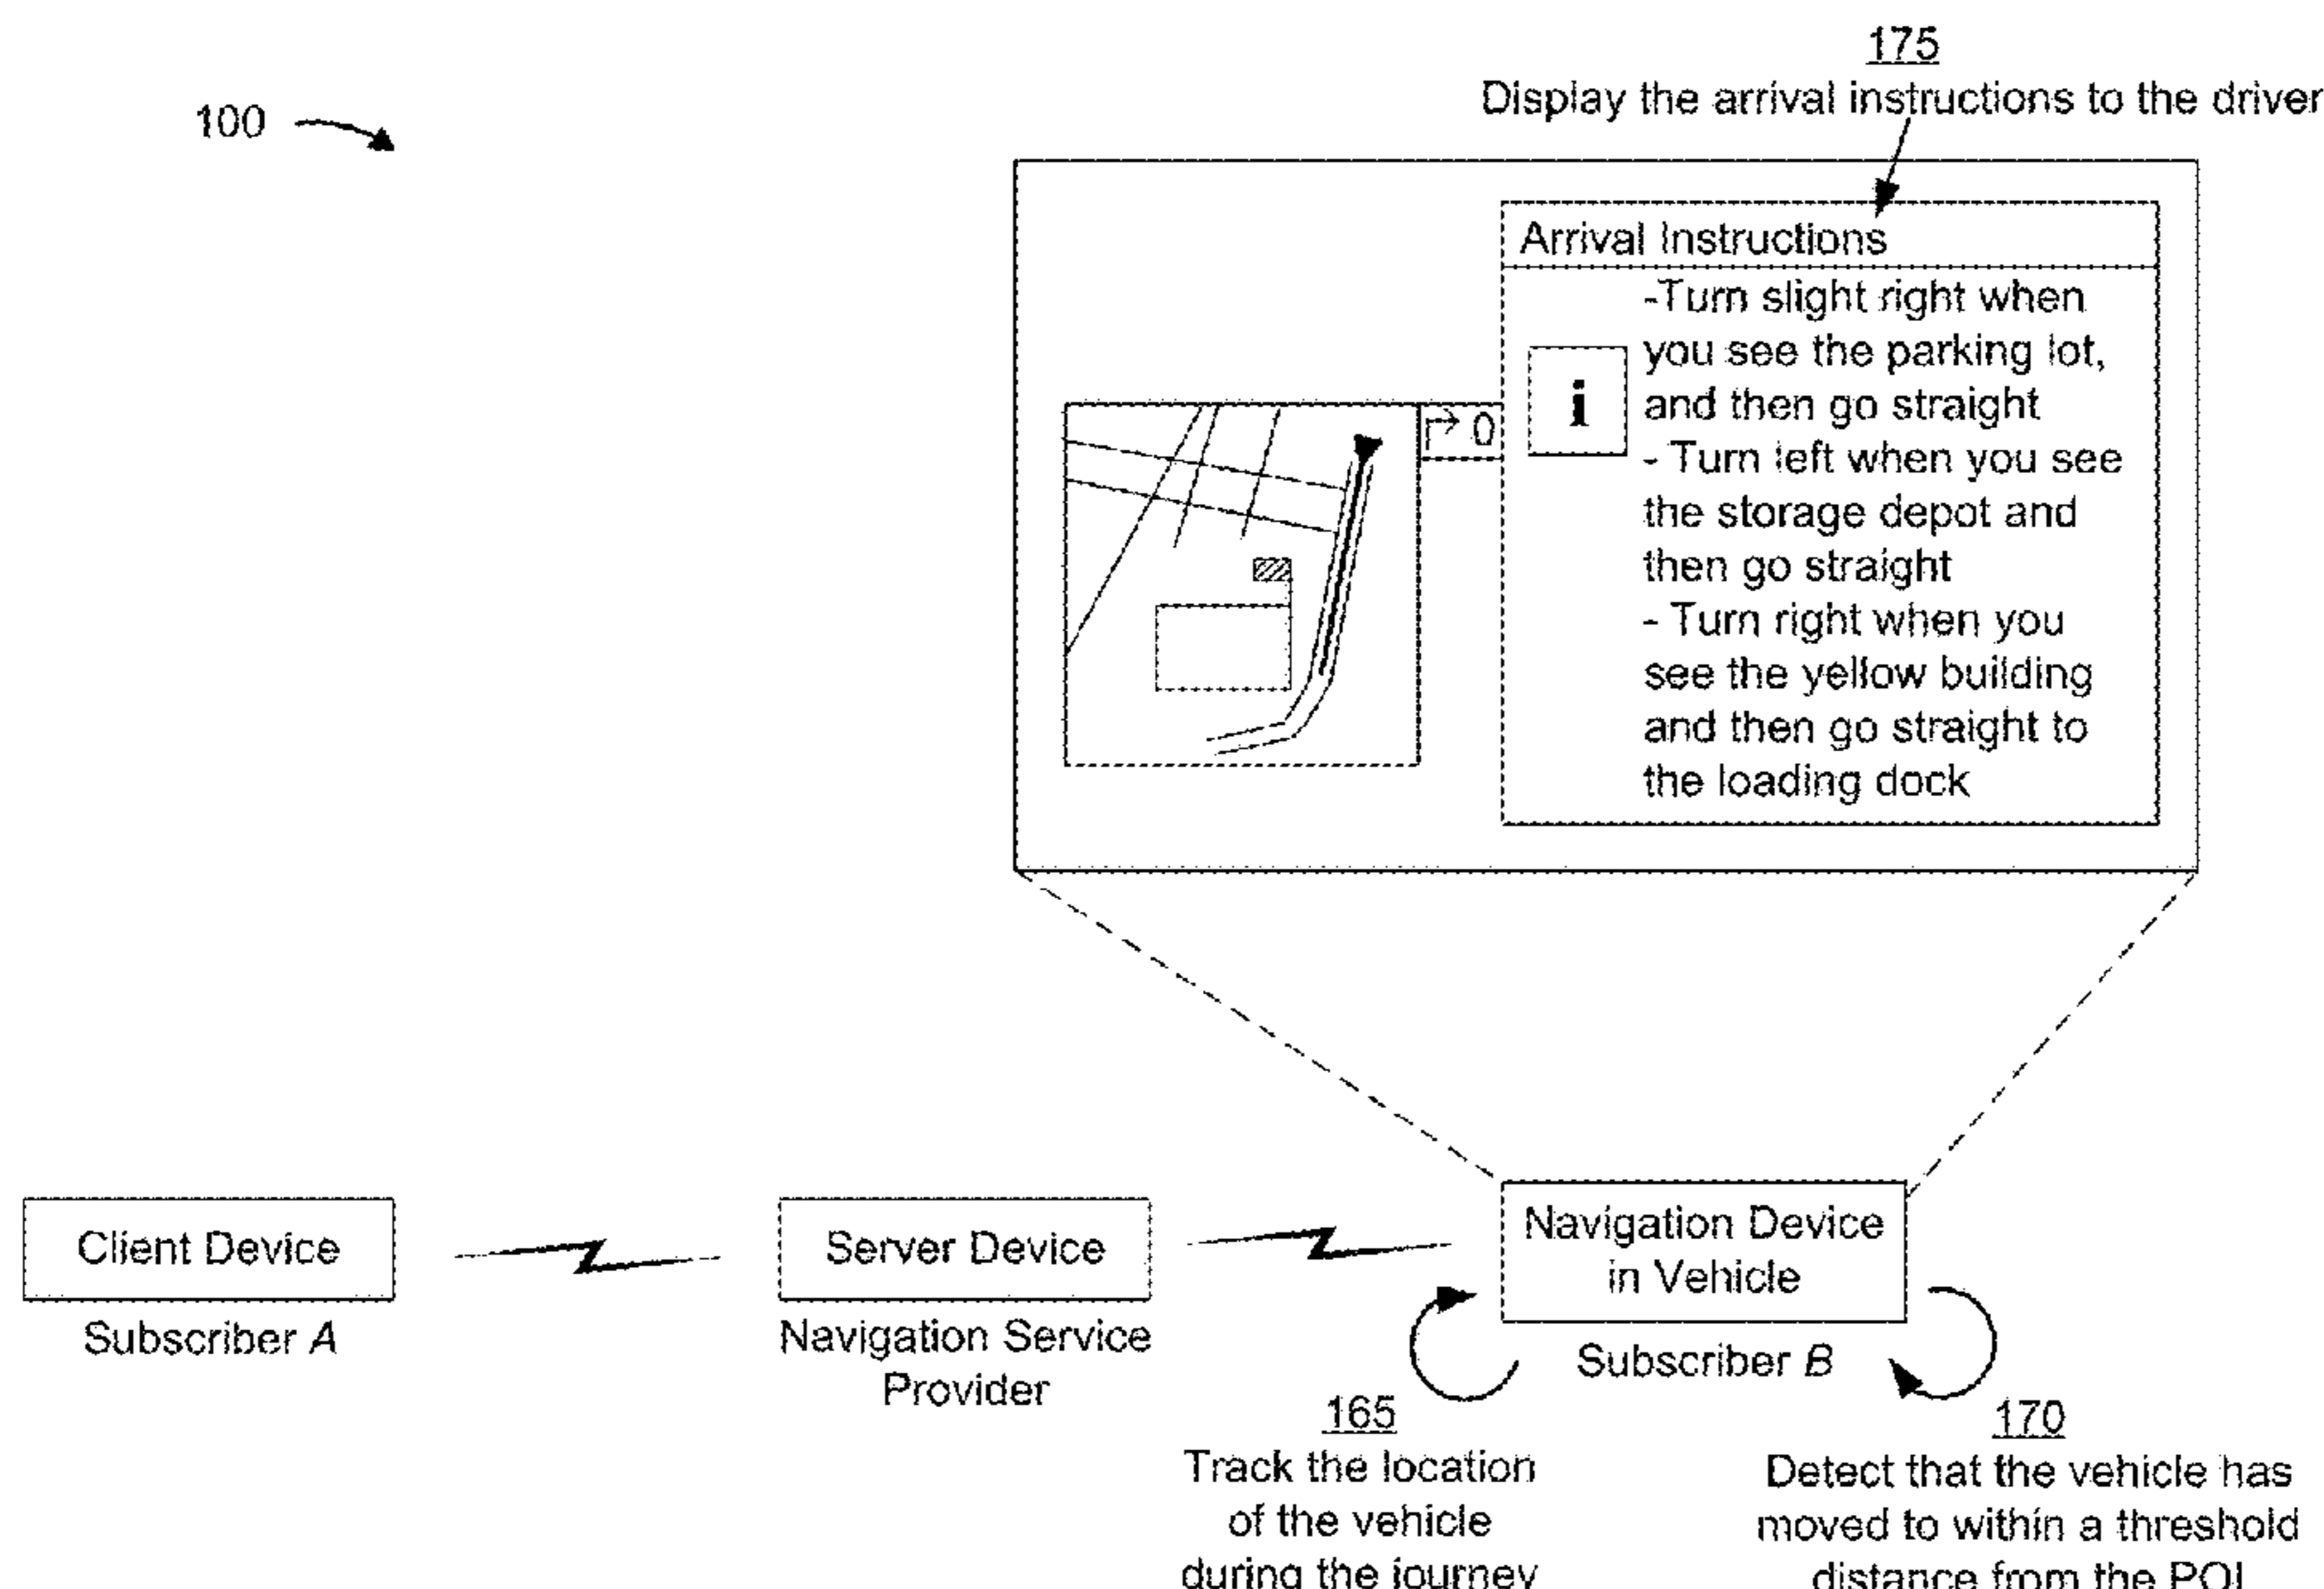 175
Display the arrival instructions to the driver
100
Arrival Instructions
-Turn slight right when
you see the parking lot,
and then go straight
i
0
- Turn left when you see
the storage depot and
then go straight
- Turn right when you
see the yellow building
and then go straight to
the loading dock
Client Device
Subscriber A
Server Device
Navigation Service
Provider
Navigation Device
in Vehicle
Subscriber B
165
Track the location
of the vehicle
during the journey
170
Detect that the vehicle has
moved to within a threshold
distance from the POI